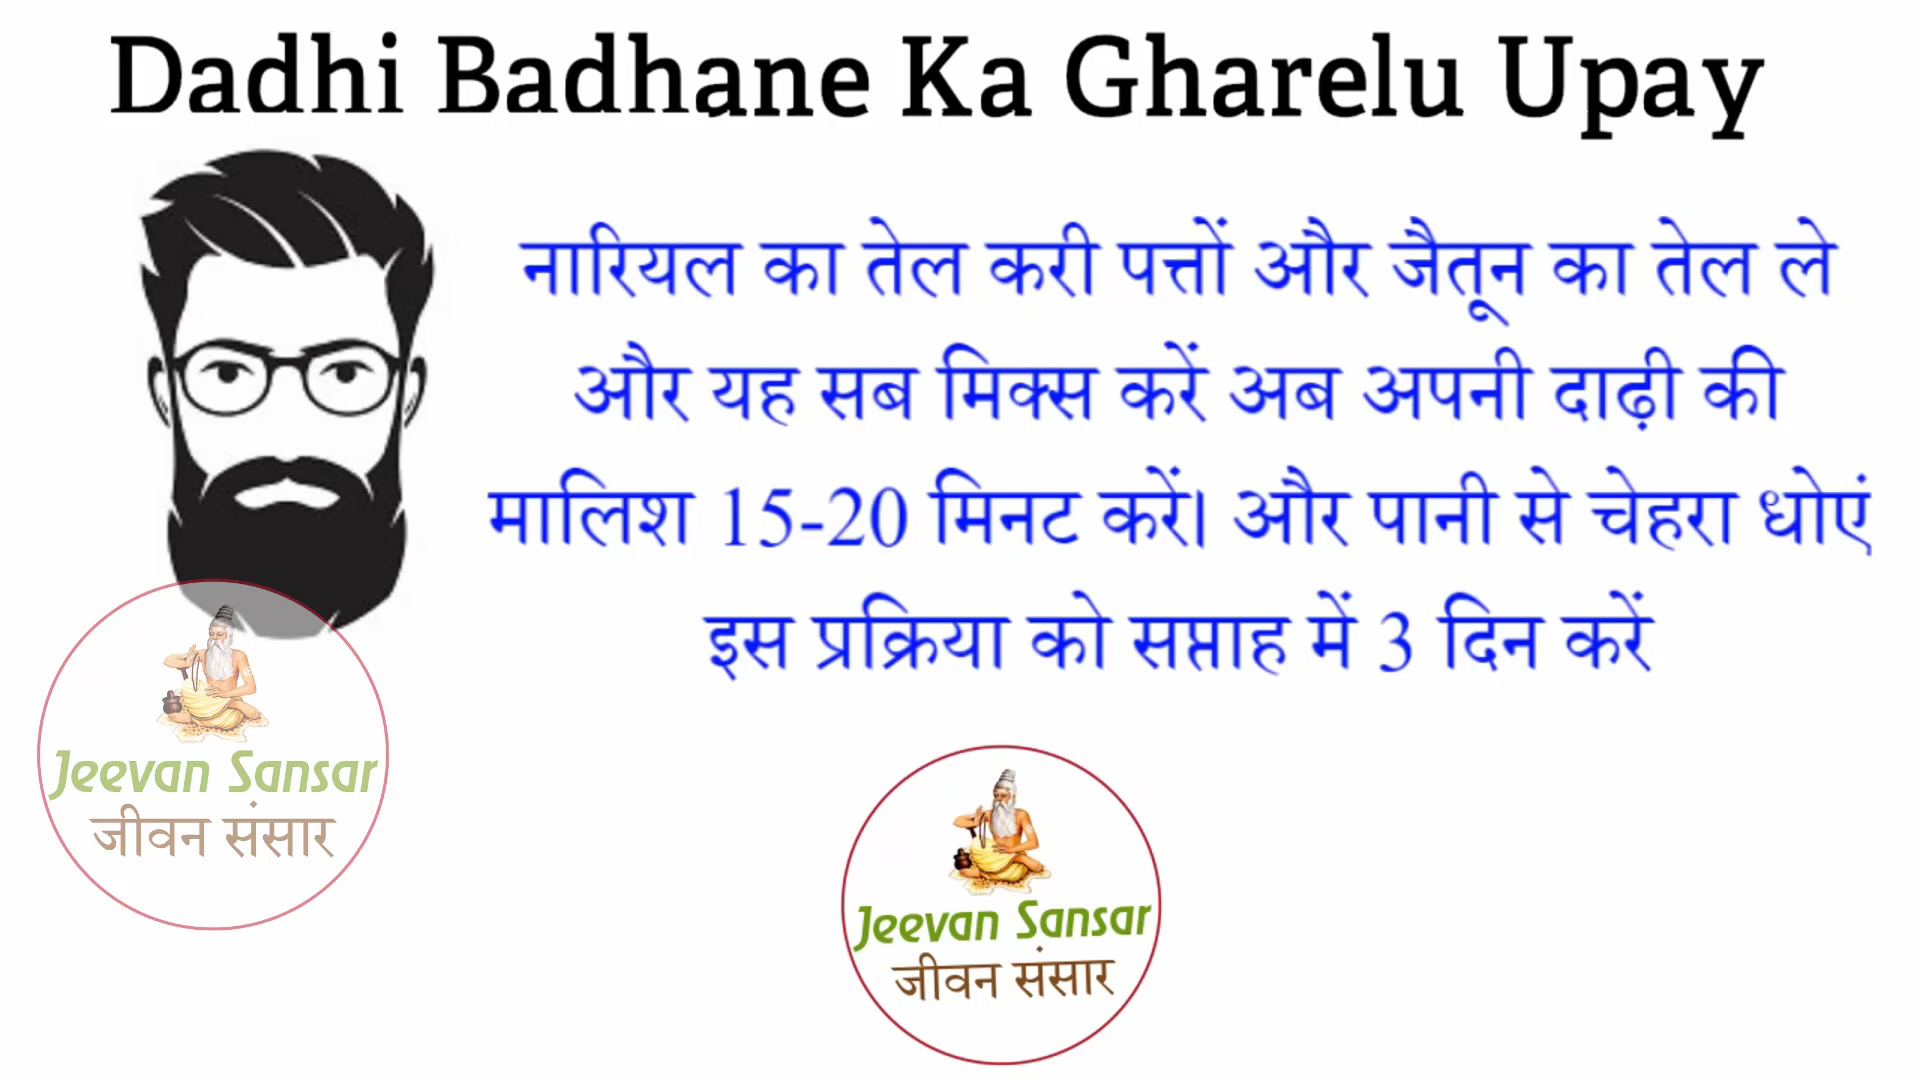 Dadhi Badhane Ka Gharelu Upay
नारियल का तेल करी पत्तों और जैतून का तेल ले
और यह सब मिक्स करें अब अपनी दाढ़ी की
मालिश 15-20 मिनट करें। और पानी से चेहरा धोएं
इस प्रक्रिया को सप्ताह में 3 दिन करें
Jeevan Sansar
जीवन संसार
Jeevan Sansar
जीवन संसार